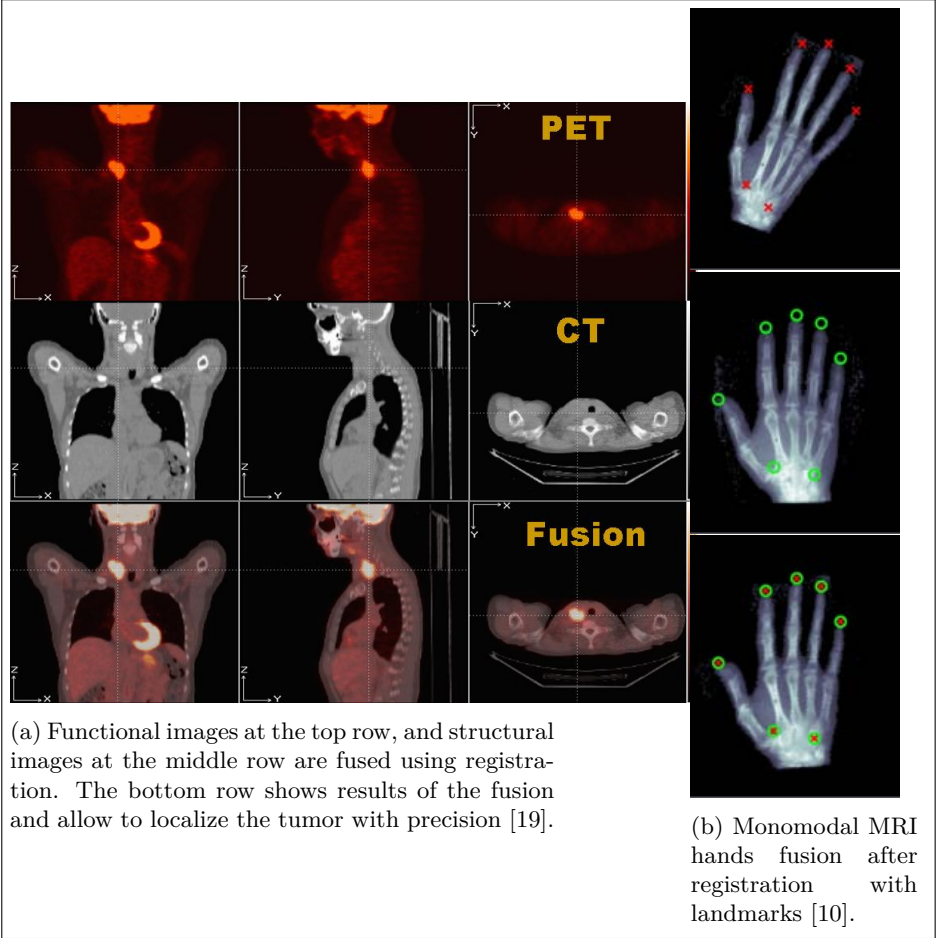 PET
CT
Fusion
X
Y
Z
X
Z
Y
X
Y
Z
X
Z
Y
X
Y
Z
X
Z
Y
(a) Functional images at the top row, and structural
images at the middle row are fused using registra-
tion. The bottom row shows results of the fusion
and allow to localize the tumor with precision [19].
(b) Monomodal MRI
hands fusion after
registration with
landmarks [10].